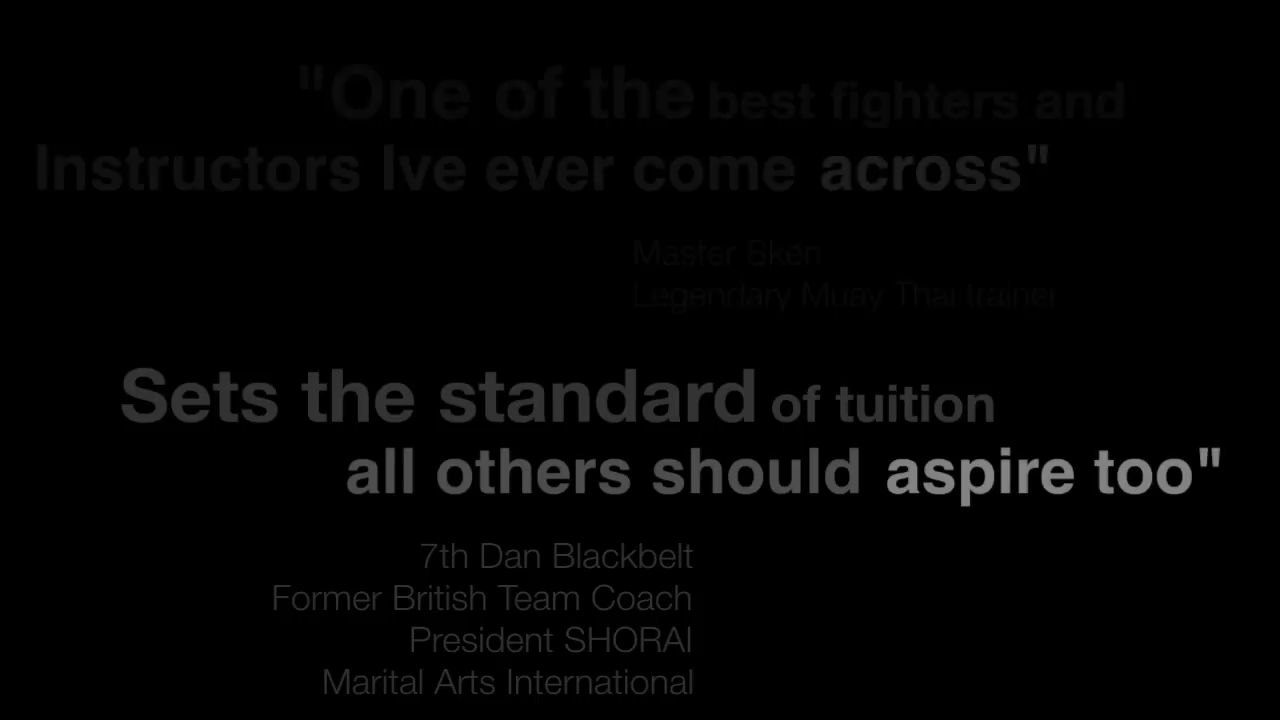 "One of the best fighters and
Instructors Ive ever come across"
Master Bken
Legendary Muay Thai trainer
Sets the standard of tuition
all others should aspire too"
7th Dan Blackbelt
Former British Team Coach
President SHORAI
Marital Arts International